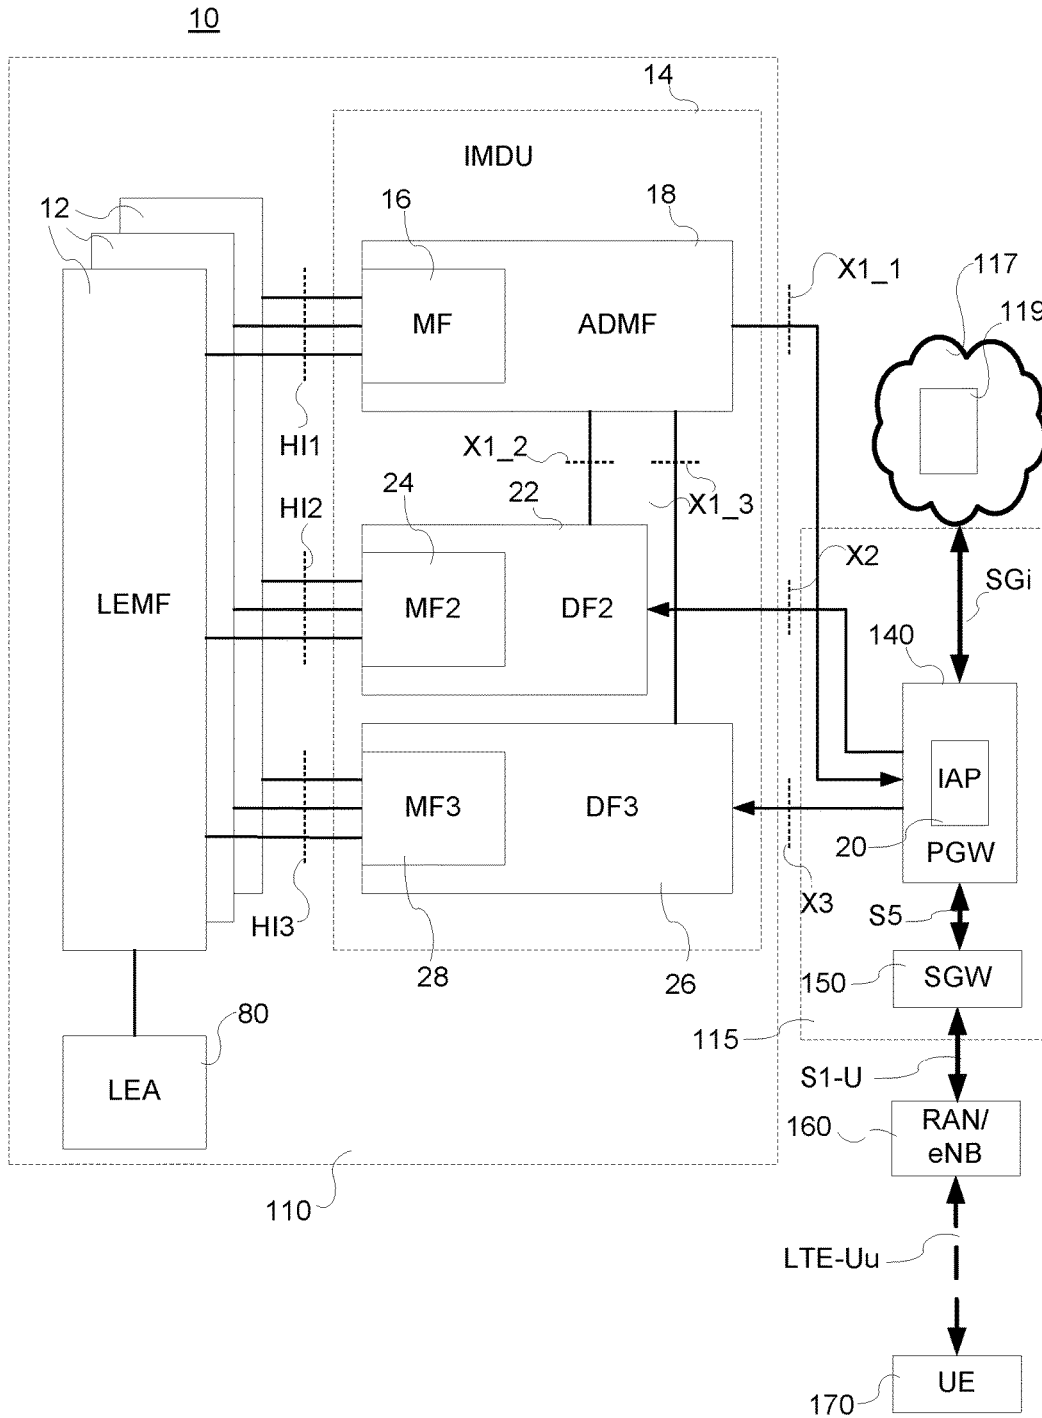 10
14
IMDU
12
16
18
X1_1
117
119
MF
ADMF
HI1
X1_2
X1_3
HI2
24
22
X2
SGi
LEMF
MF2
DF2
140
IAP
MF3
DF3
20
PGW
HI3
X3
S5
28
26
150
SGW
80
115
LEA
S1-U
160
RAN/
eNB
110
LTE-Uu
170
UE